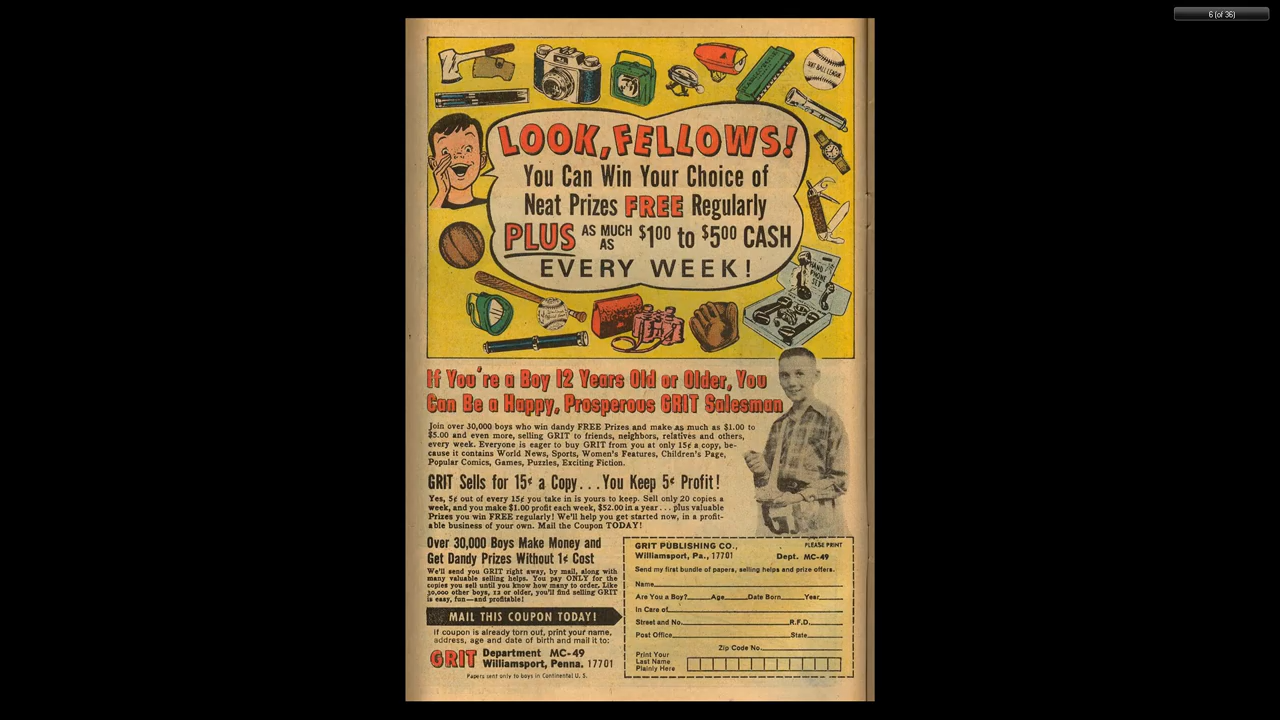 6 (of 36)
SOFT BALL LEAGUE
LOOK, FELLOWS!
You Can Win Your Choice of
Neat Prizes FREE Regularly
PLUS AS MUCH AS $1.00 to $5.00 CASH
EVERY WEEK!
HAND PHONE SET
If You're a Boy 12 Years Old or Older, You
Can Be a Happy, Prosperous GRIT Salesman
Join over 30,000 boys who win dandy FREE Prizes and make as much as $1.00 to
$5.00 and even more, selling GRIT to friends, neighbors, relatives and others,
every week. Everyone is eager to buy GRIT from you at only 15¢ a copy, be-
cause it contains World News, Sports, Women's Features, Children's Page,
Popular Comics, Games, Puzzles, Exciting Fiction.
GRIT Sells for 15¢ a Copy...You Keep 5¢ Profit!
Yes, 5¢ out of every 15¢ you take in is yours to keep. Sell only 20 copies a
week, and you make $1.00 profit each week, $52.00 in a year... plus valuable
Prizes you win FREE regularly! We'll help you get started now, in a profit-
able business of your own. Mail the Coupon TODAY!
Over 30,000 Boys Make Money and
Get Dandy Prizes Without 1¢ Cost
We'll send you GRIT right away, by mail, along with
many valuable selling helps. You pay ONLY for the
copies you sell until you know how many to order. Like
30,000 other boys, 12 or older, you'll find selling GRIT
is easy, fun—and profitable!
MAIL THIS COUPON TODAY!
If coupon is already torn out, print your name,
address, age and date of birth and mail it to:
GRIT Department MC-49
Williamsport, Penna. 17701
Papers sent only to boys in Continental U. S.
GRIT PUBLISHING CO., PLEASE PRINT
Williamsport, Pa., 17701 Dept. MC-49
Send my first bundle of papers, selling helps and prize offers.
Name
Are You a Boy? Age Date Born Year
In Care of
Street and No. R.F.D.
Post Office State
Zip Code No.
Print Your
Last Name
Plainly Here